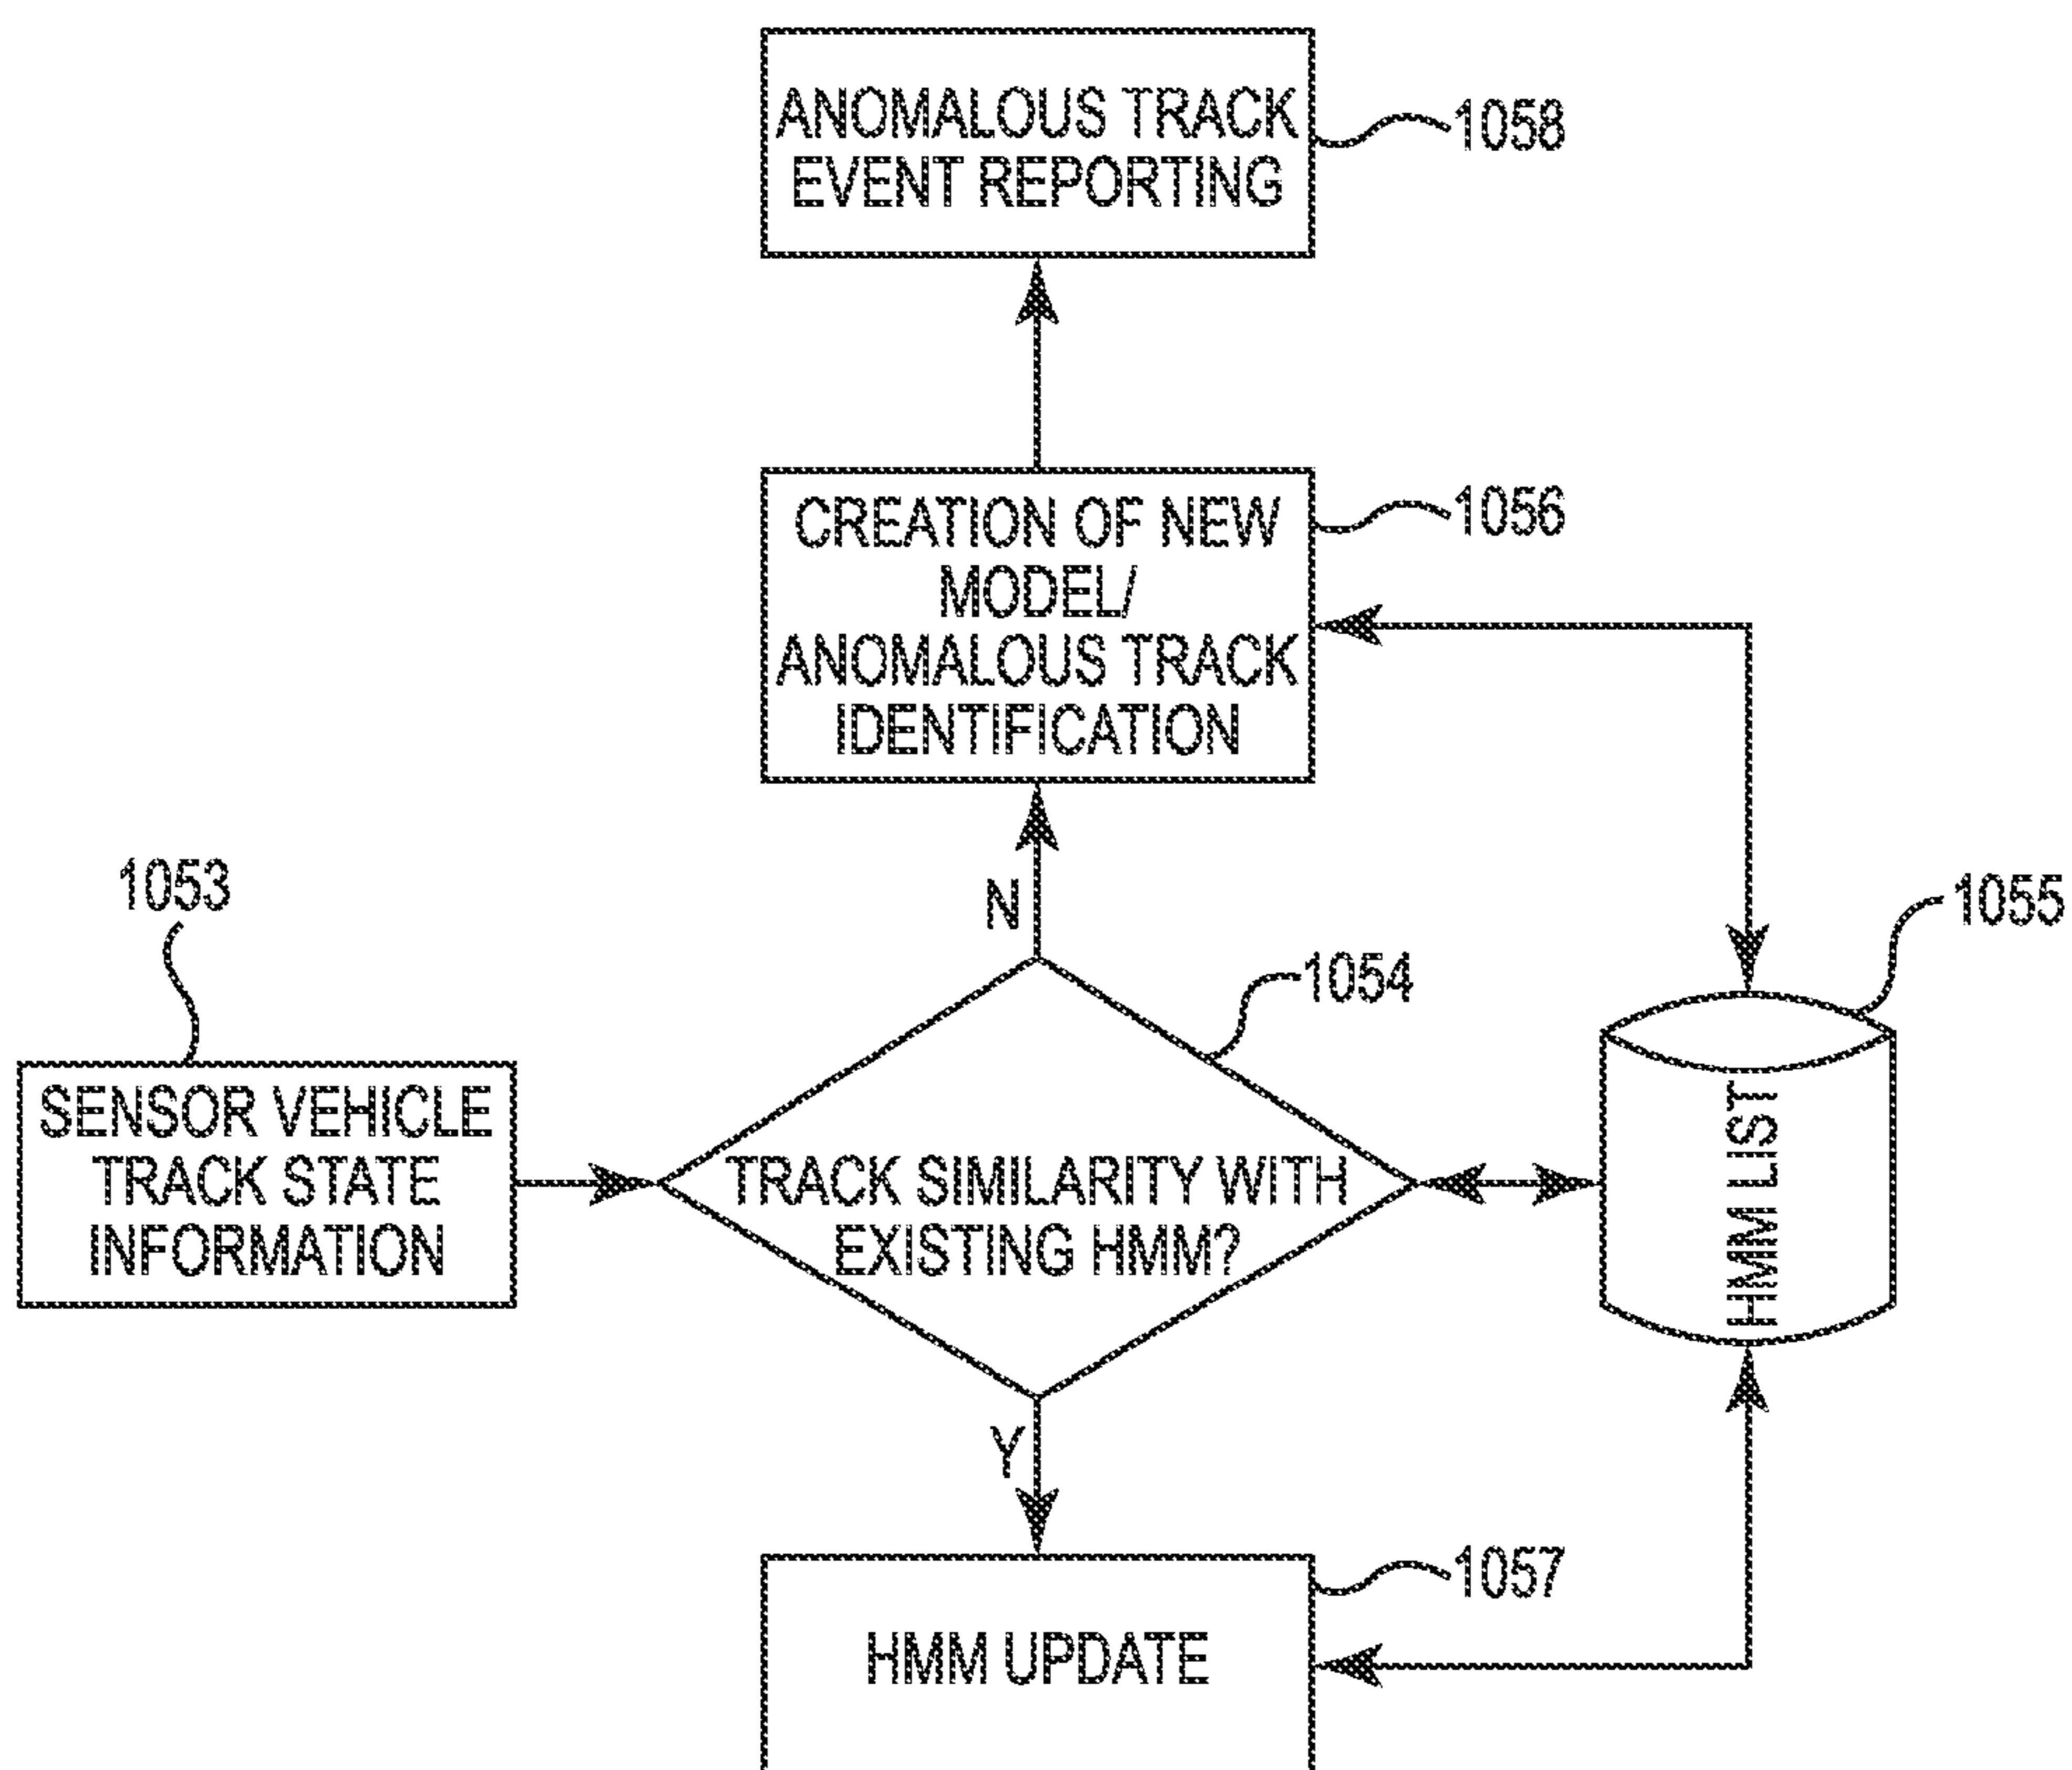 ANOMALOUS TRACK
EVENT REPORTING
1058
CREATION OF NEW
MODEL/
ANOMALOUS TRACK
IDENTIFICATION
1056
1053
N
1054
1055
SENSOR VEHICLE
TRACK STATE
INFORMATION
TRACK SIMILARITY WITH
EXISTING HMM?
HMM LIST
Y
1057
HMM UPDATE